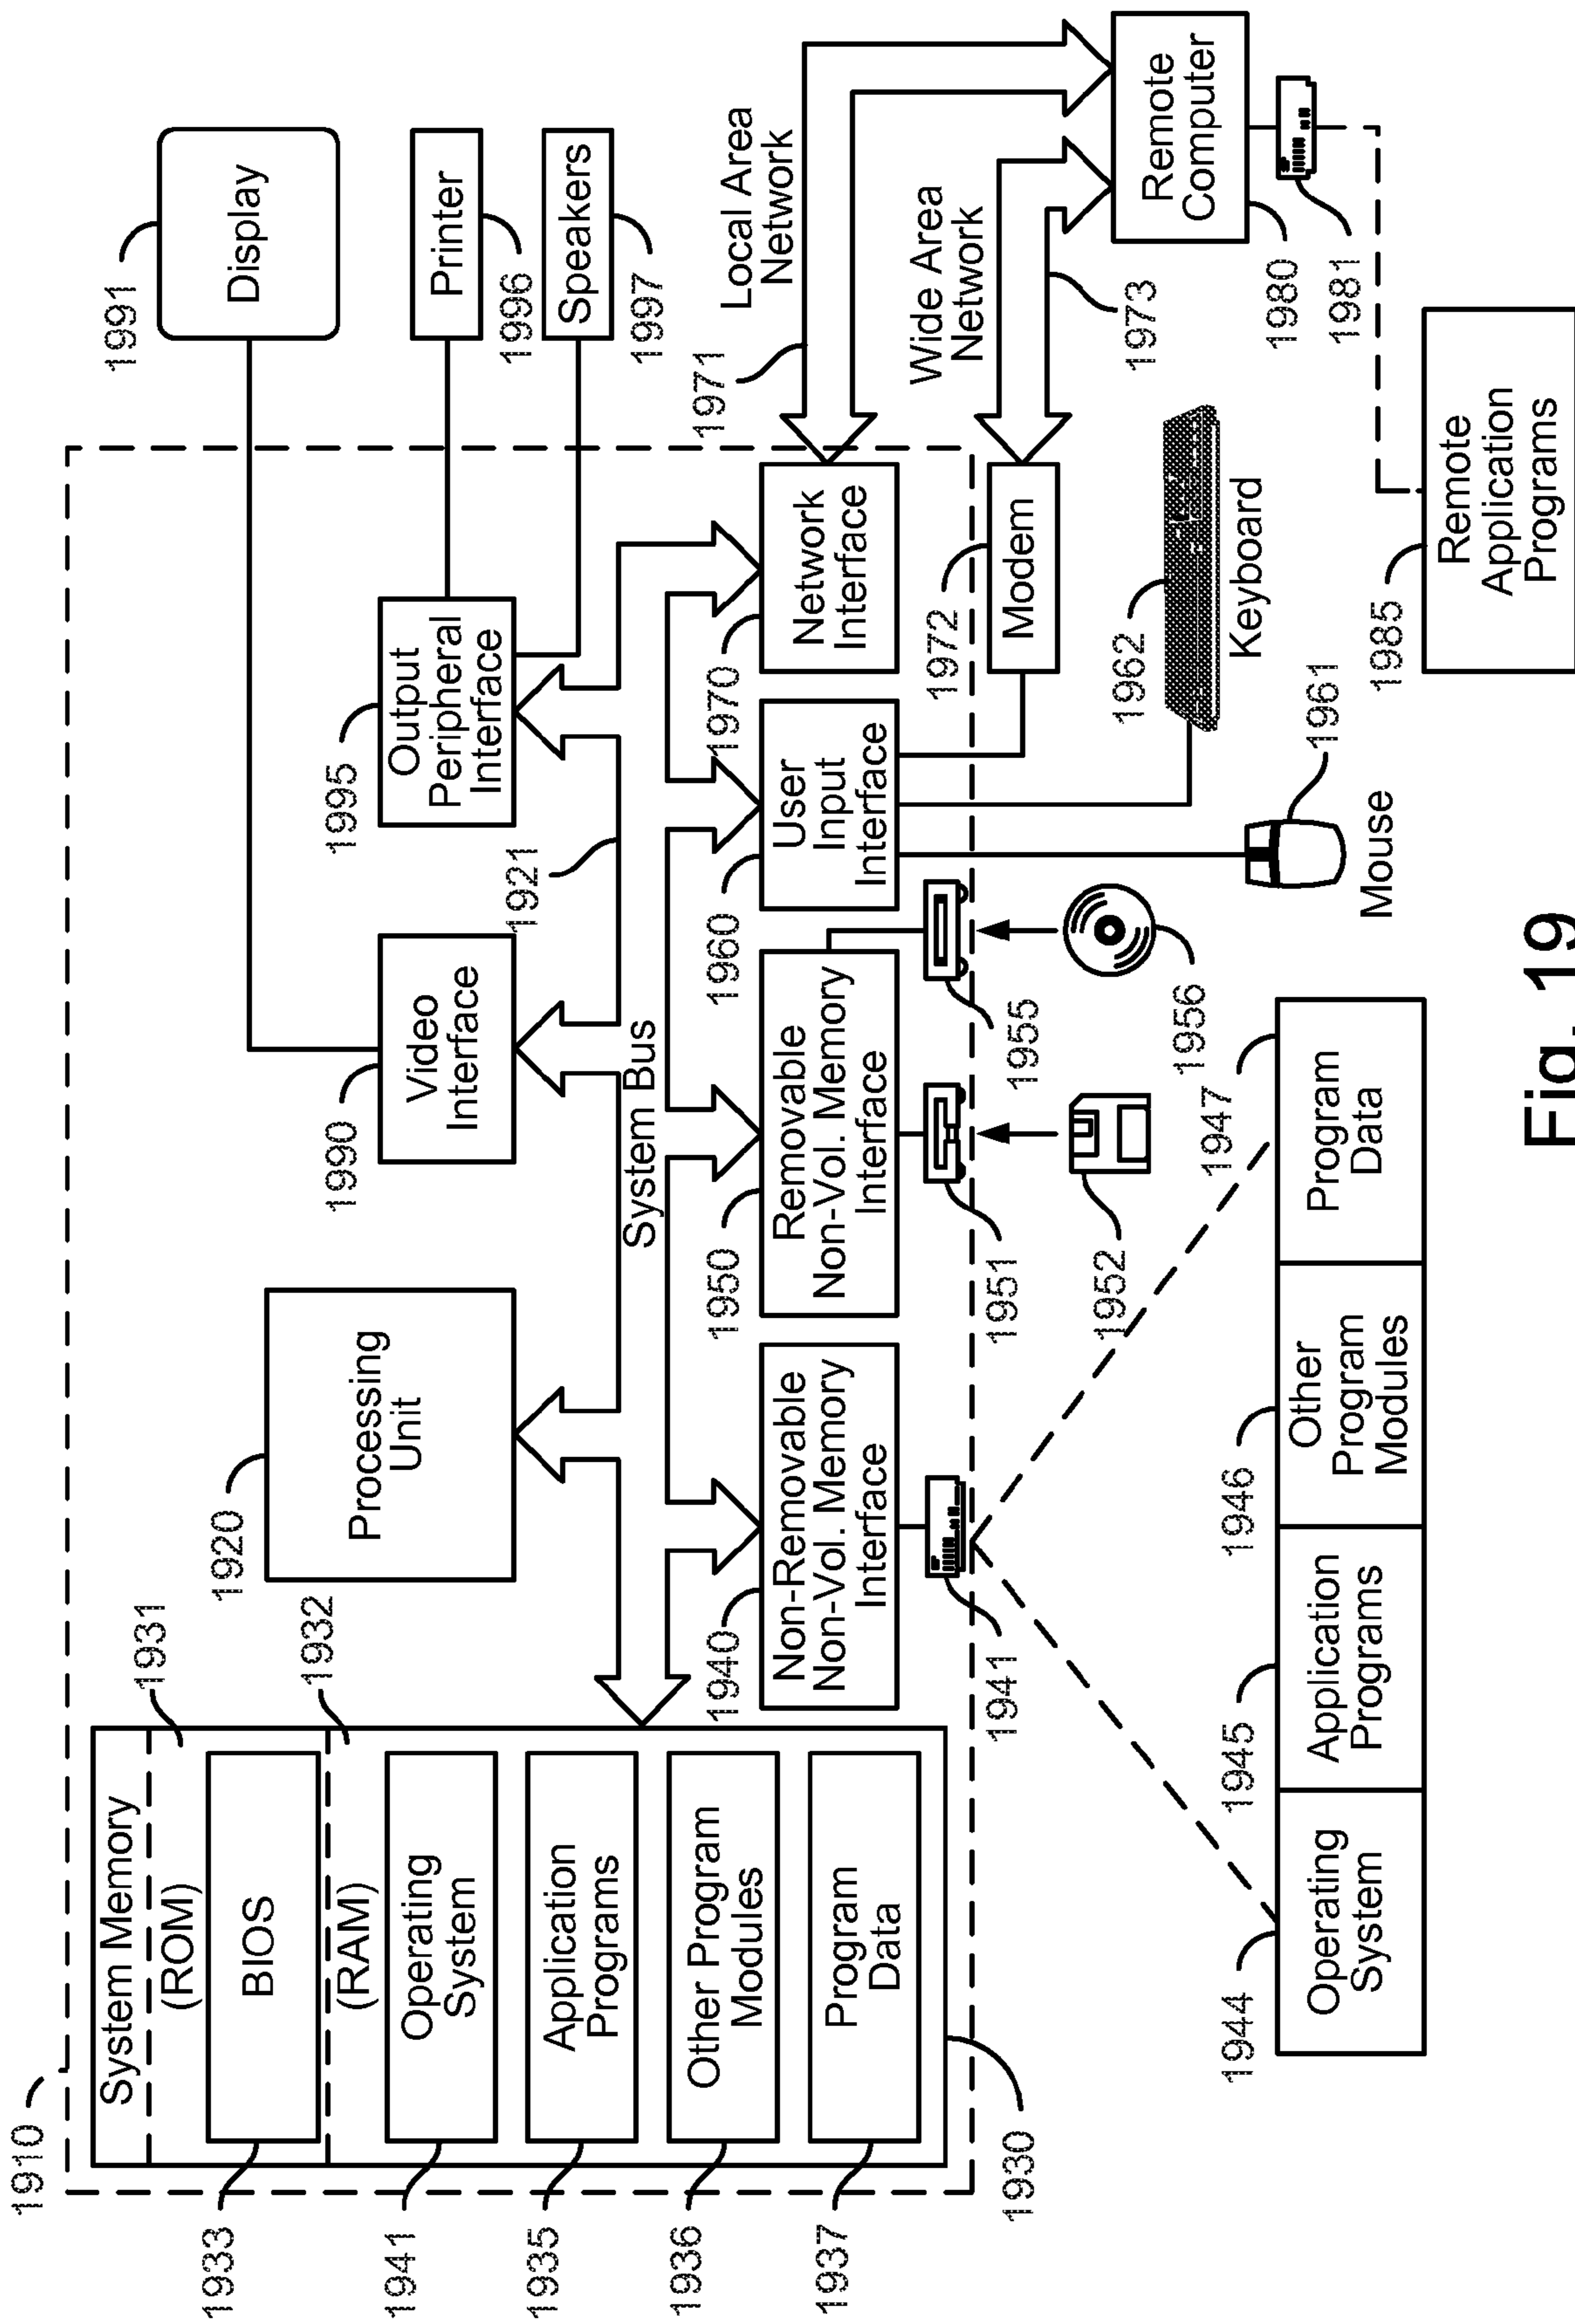 1910
System Memory
(ROM)
1931
1933
BIOS
(RAM)
1932
1941
Operating
System
1935
Application
Programs
1936
Other Program
Modules
1937
Program
Data
1930
1920
Processing
Unit
1990
Video
Interface
1995
Output
Peripheral
Interface
1991
Display
Printer
1996
Speakers
1997
System Bus
1921
1940
Non-Removable
Non-Vol. Memory
Interface
1950
Removable
Non-Vol. Memory
Interface
1960
User
Input
Interface
1970
Network
Interface
1971
Local Area
Network
1941
1951
1955
1972
Modem
Wide Area
Network
1973
1952
1956
1962
Keyboard
Mouse
1961
Remote
Computer
1980
1981
1944
Operating
System
1945
Application
Programs
1946
Other
Program
Modules
1947
Program
Data
1985
Remote
Application
Programs
Fig. 19